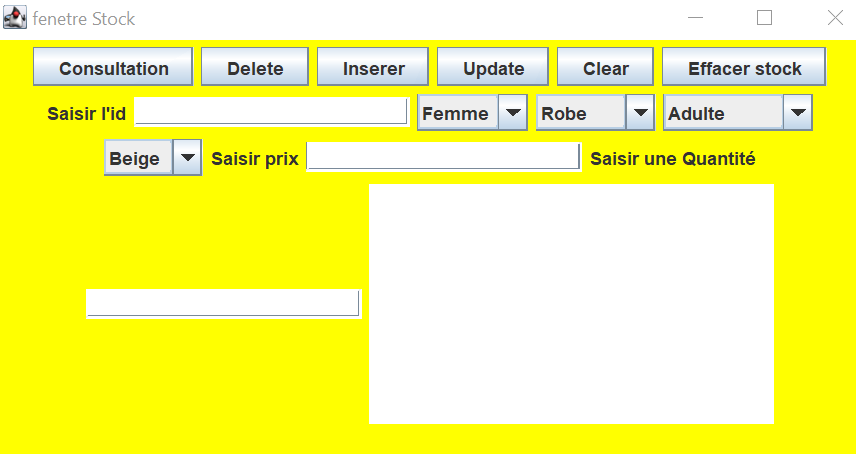 fenetre Stock
Consultation Delete Inserer Update Clear Effacer stock
Saisir l'id Femme Robe Adulte
Beige Saisir prix Saisir une Quantité